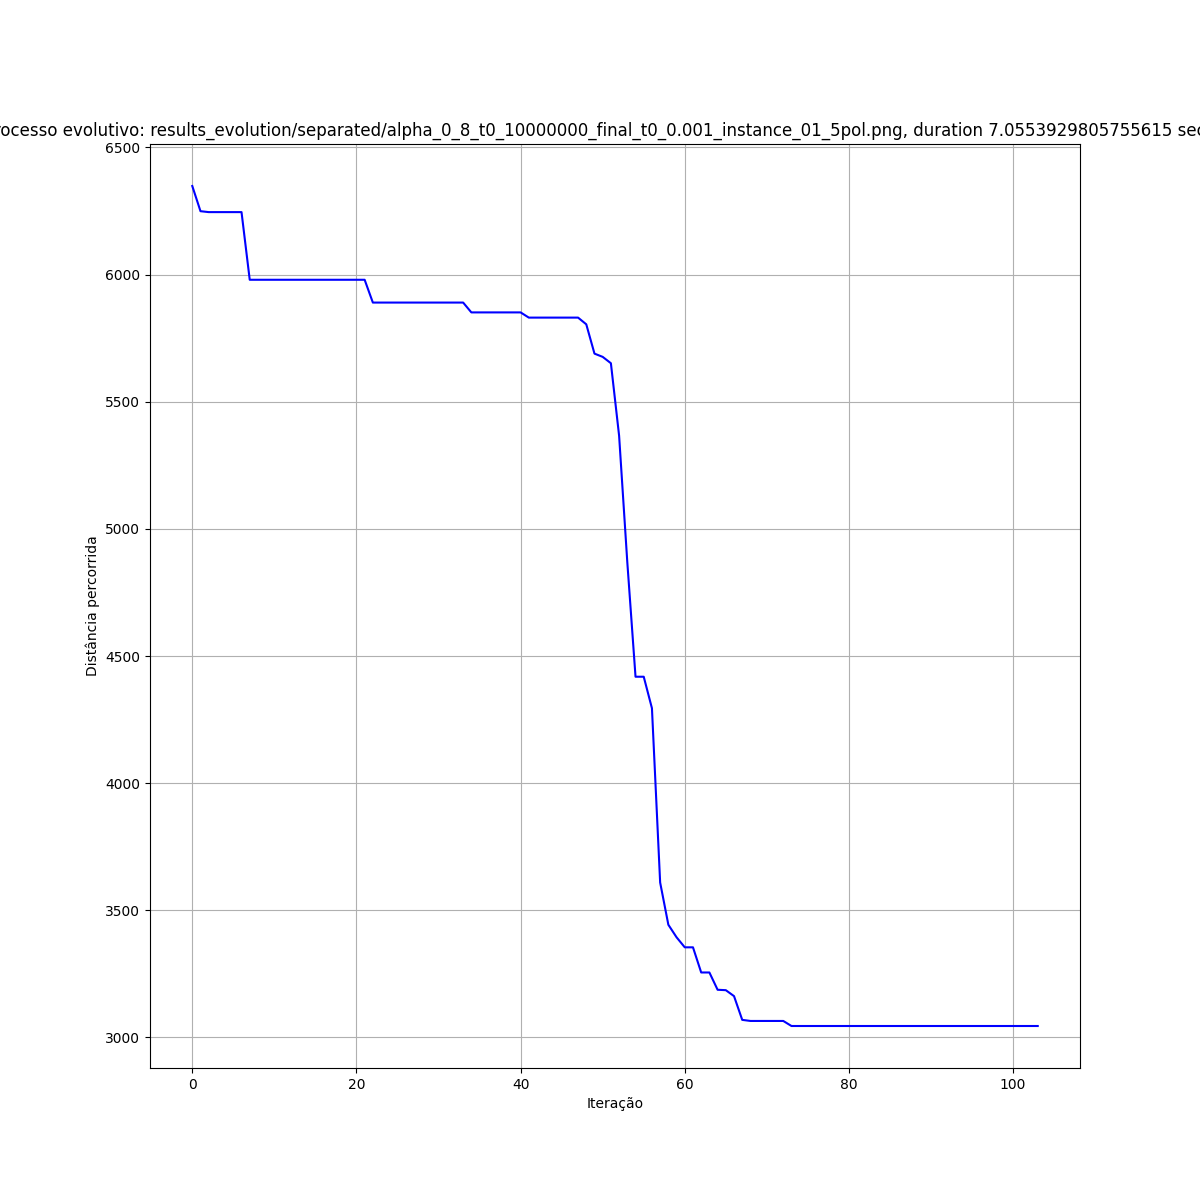 ocesso evolutivo: results_evolution/separated/alpha_0_8_t0_10000000_final_t0_0.001_instance_01_5pol.png, duration 7.0553929805755615 sec
6500
6000
5500
5000
4500
4000
3500
3000
Distância percorrida
0 20 40 60 80 100
Iteração